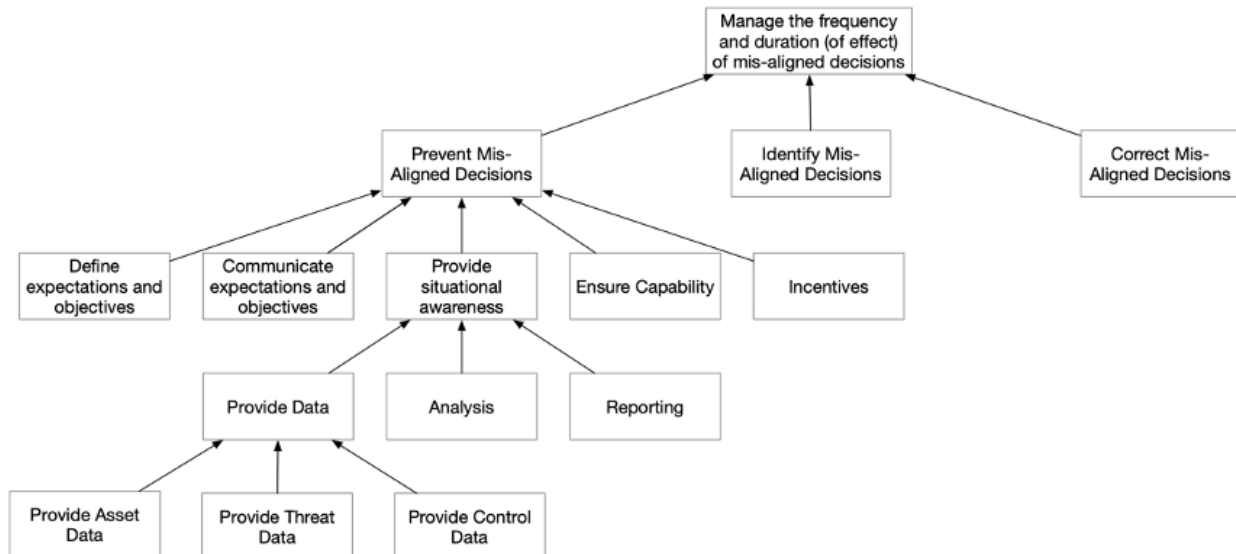 Manage the frequency
and duration (of effect)
of mis-aligned decisions
Prevent Mis-
Aligned Decisions
Identify Mis-
Aligned Decisions
Correct Mis-
Aligned Decisions
Define
expectations and
objectives
Communicate
expectations and
objectives
Provide
situational
awareness
Ensure Capability
Incentives
Provide Data
Analysis
Reporting
Provide Asset
Data
Provide Threat
Data
Provide Control
Data